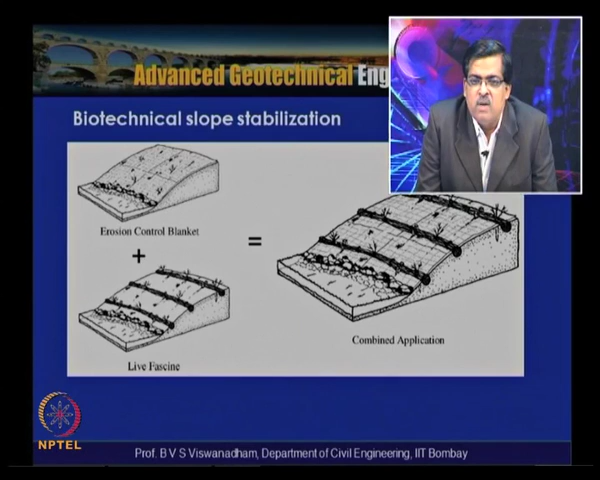 Advanced Geotechnical Eng
Biotechnical slope stabilization
Erosion Control Blanket
+
=
Live Fascine
Combined Application
NPTEL
Prof. B V S Viswanadham, Department of Civil Engineering, IIT Bombay